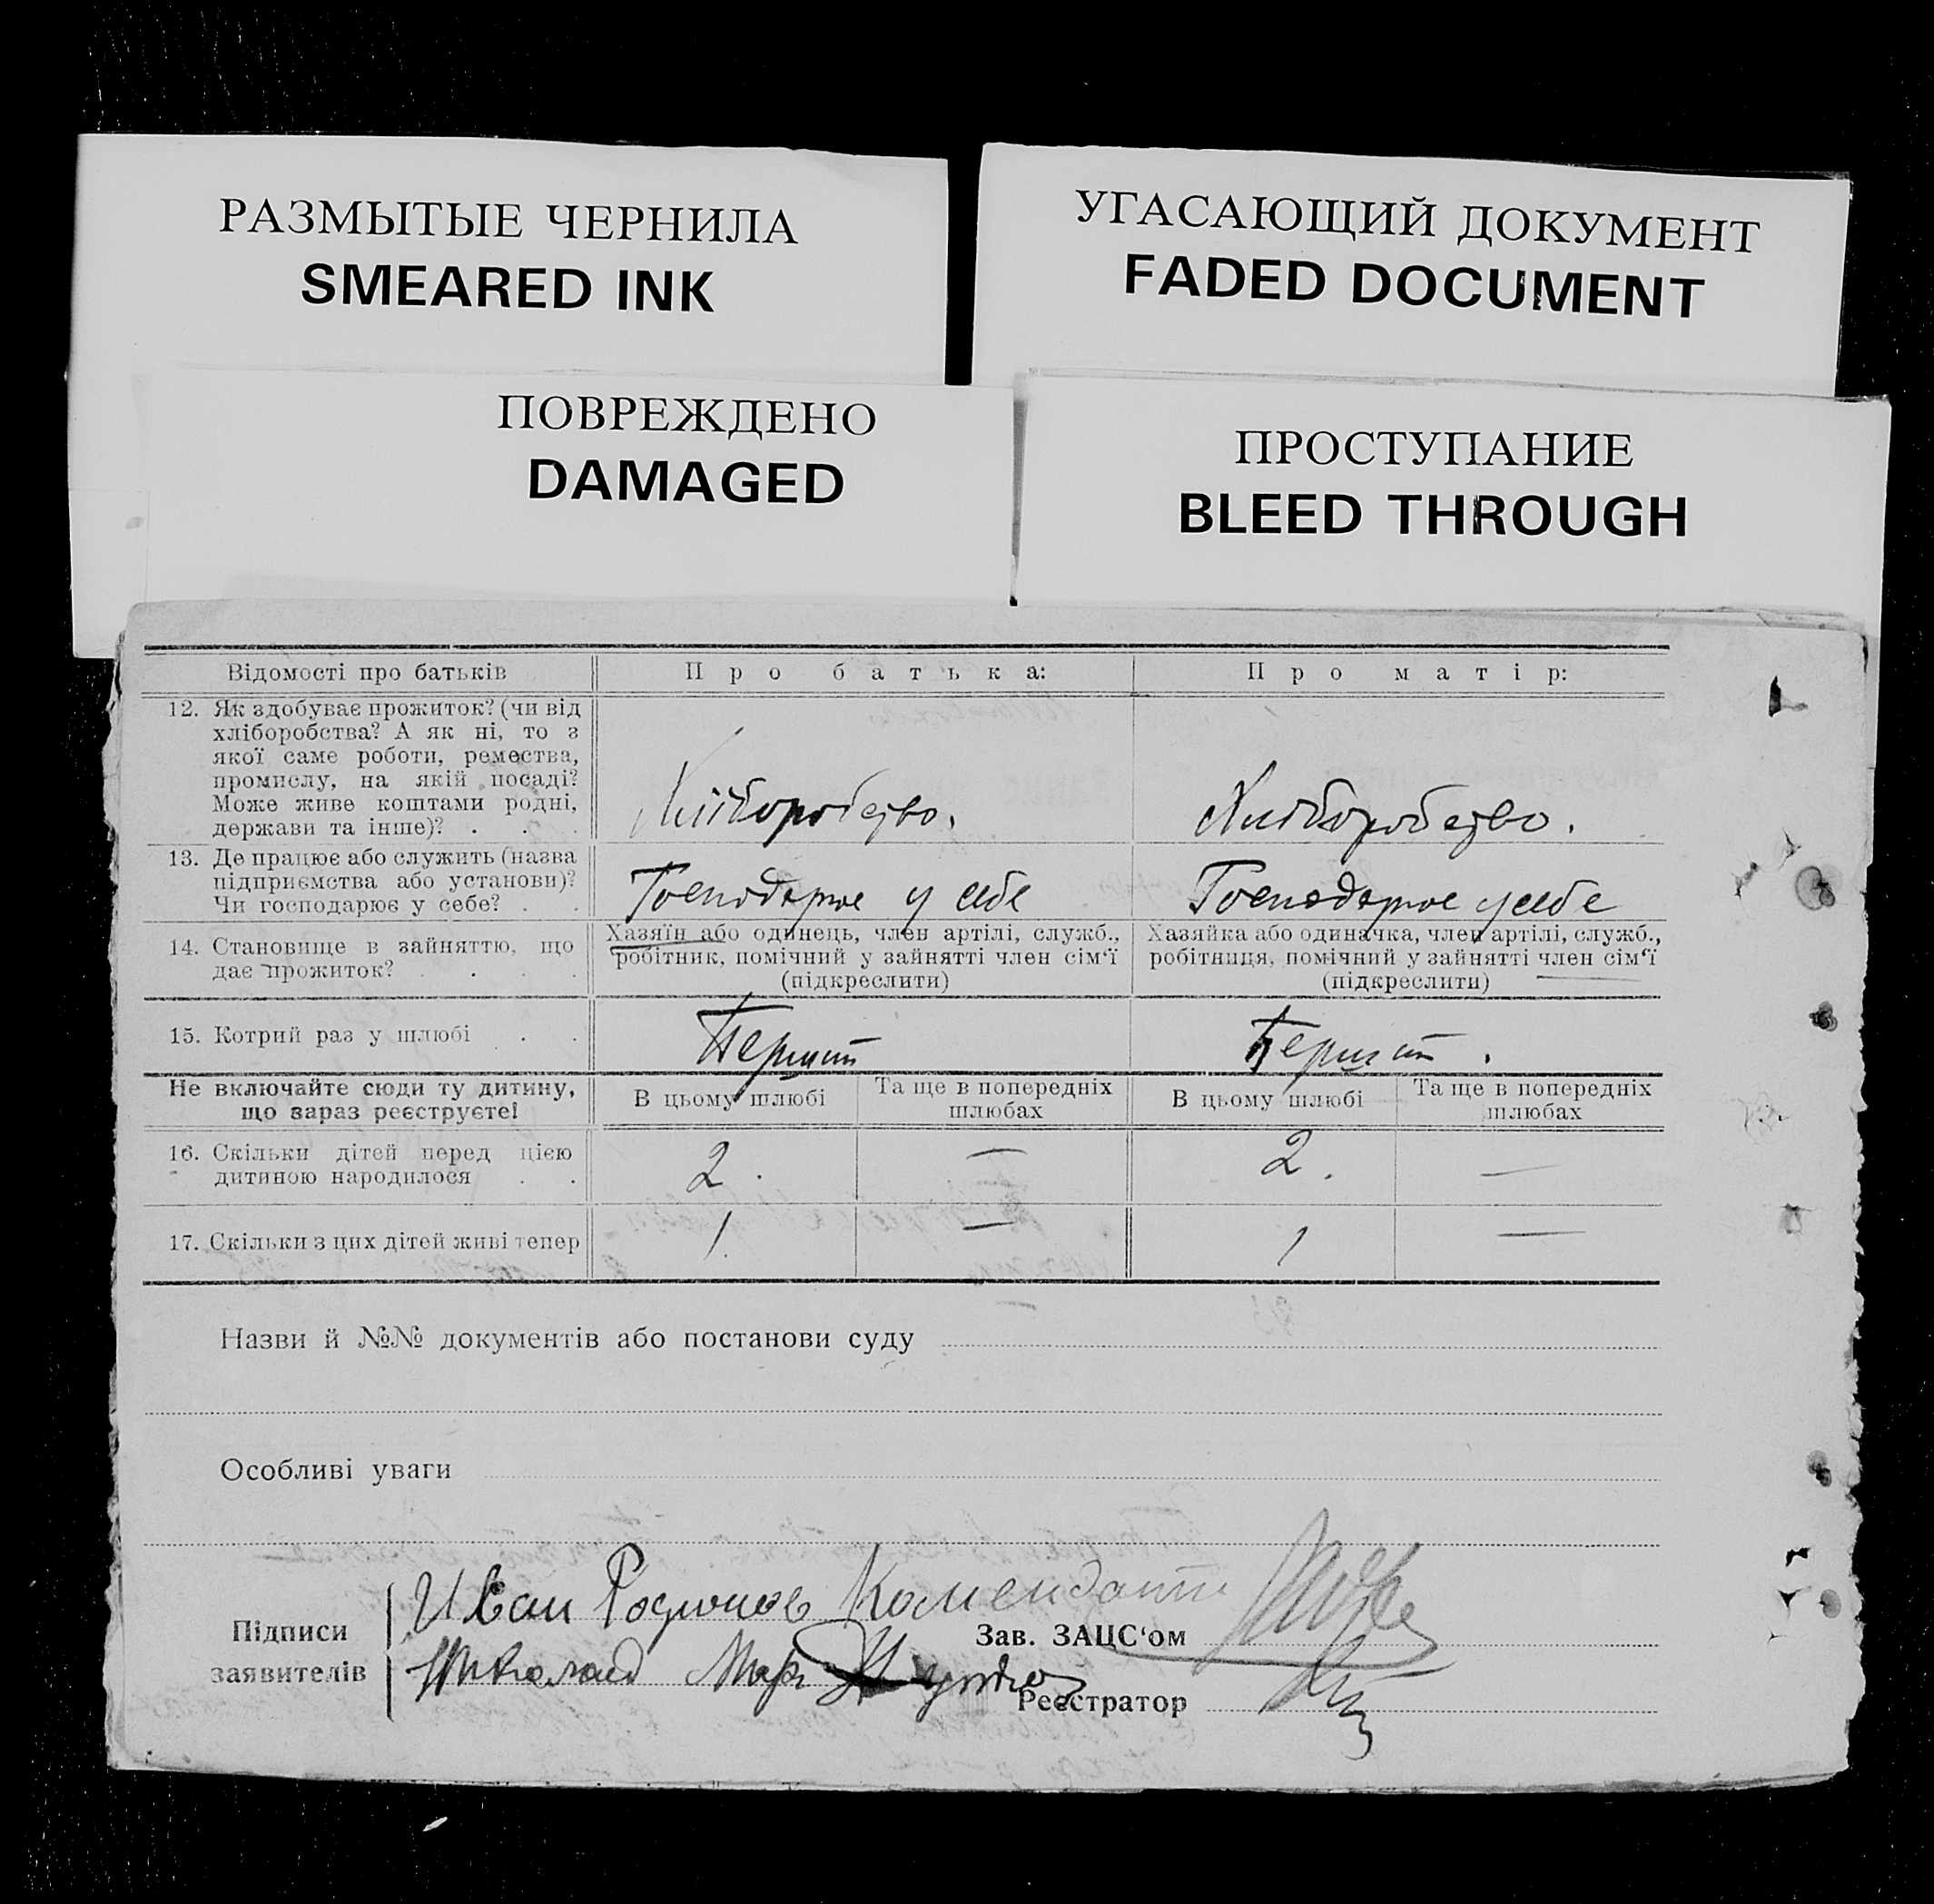 РАЗМЫТЫЕ ЧЕРНИЛА
SMEARED INK
УГАСАЮЩИЙ ДОКУМЕНТ
FADED DOCUMENT
ПОВРЕЖДЕНО
DAMAGED
ПРОСТУПАНИЕ
BLEED THROUGH
Відомості про батьків
Про батька:
Про матір:
12. Як здобуває прожиток? (чи від
хліборобства? А як ні, то з
якої саме роботи, ремества,
промислу, на якій посаді?
Може живе коштами родні,
держави та інше)? . . .
Хліборобство.
Хліборобство.
13. Де працює або служить (назва
підприємства або установи)?
Чи господарює у себе? . .
Господарює у себе
Господарює у себе
14. Становище в зайняттю, що
дає прожиток? . . . .
Хазяїн або одинець, член артілі, служб.,
робітник, помічний у зайнятті член сім‘ї
(підкреслити)
Хазяйка або одиначка, член артілі, служб.,
робітниця, помічний у зайнятті член сім‘ї
(підкреслити)
15. Котрий раз у шлюбі . .
Первий
Первий .
Не включайте сюди ту дитину,
що зараз реєструєте!
В цьому шлюбі
Та ще в попередніх
шлюбах
В цьому шлюбі
Та ще в попередніх
шлюбах
16. Скільки дітей перед цією
дитиною народилося . .
2 .
—
2 .
—
17. Скільки з цих дітей живі тепер
1.
—
1
—
Назви й №№ документів або постанови суду
Особливі уваги
Підписи
заявителів
Иван Родионов Комендант
Зав. ЗАЦС‘ом
Реєстратор